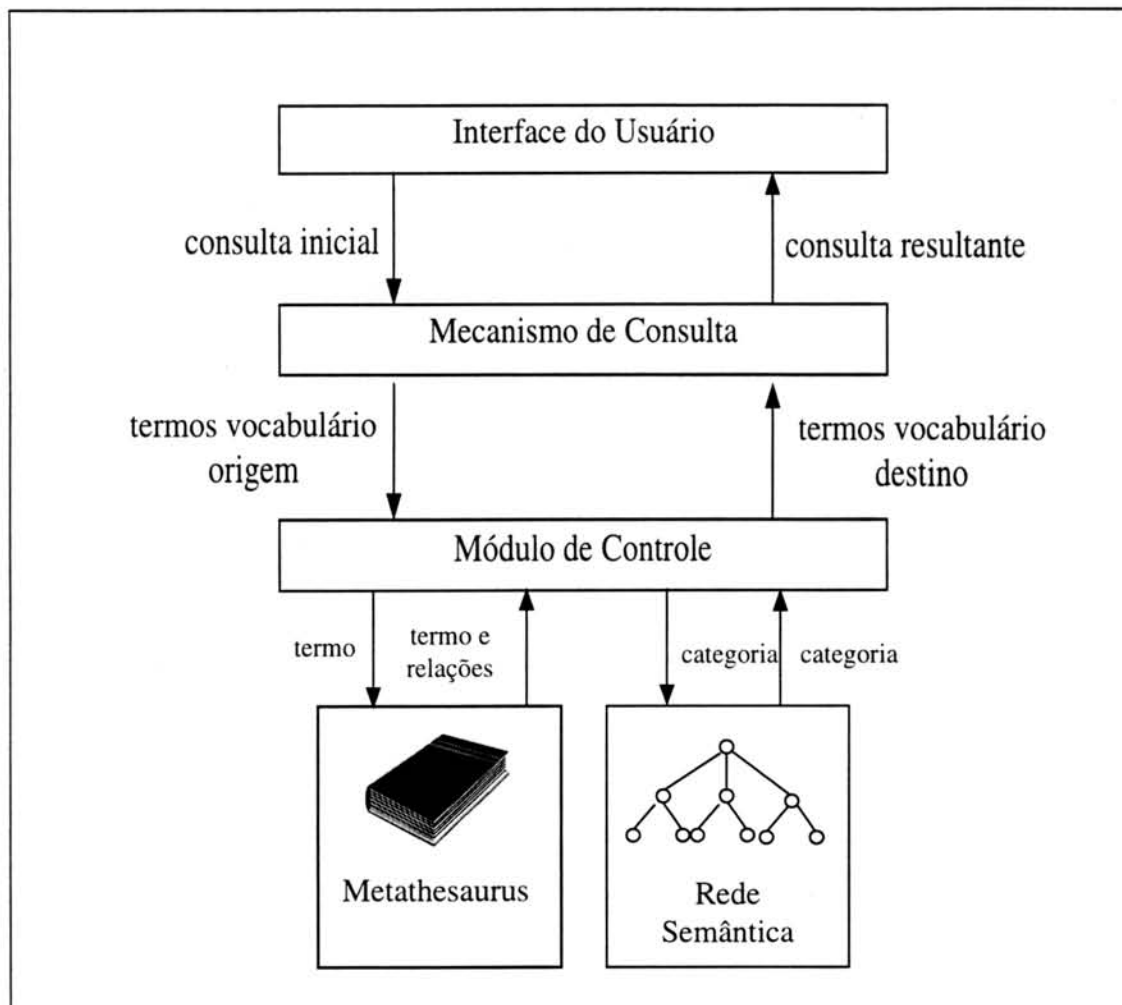 Interface do Usuário
consulta inicial
consulta resultante
Mecanismo de Consulta
termos vocabulário
origem
termos vocabulário
destino
Módulo de Controle
termo
termo e
relações
categoria
categoria
Metathesaurus
Rede
Semântica